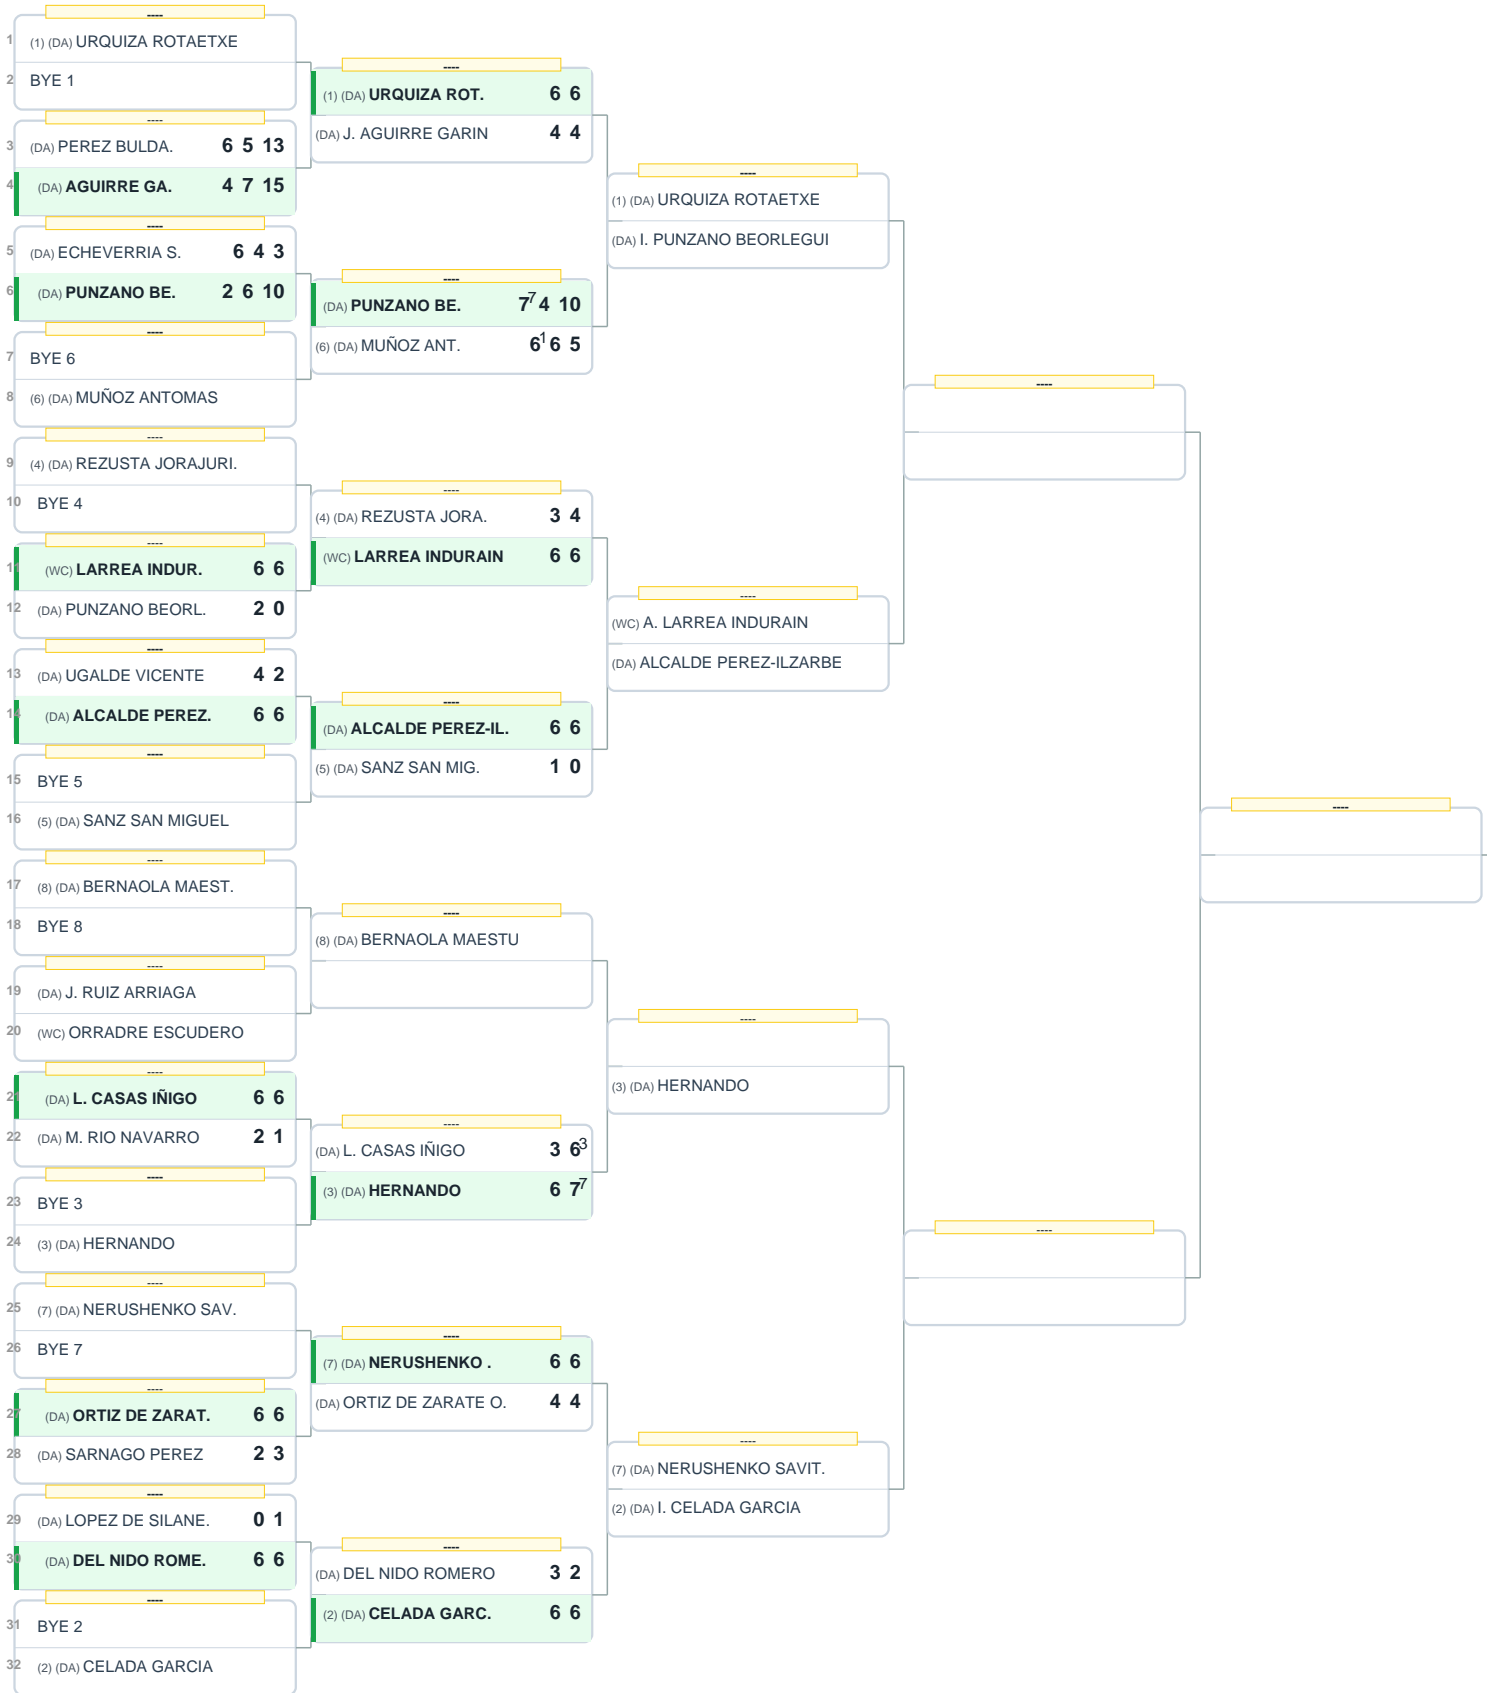 ----
1 (1) (DA) URQUIZA ROTAETXE
2 BYE 1
----
3 (DA) PEREZ BULDA. 6 5 13
4 (DA) AGUIRRE GA. 4 7 15
----
5 (DA) ECHEVERRIA S. 6 4 3
6 (DA) PUNZANO BE. 2 6 10
----
7 BYE 6
8 (6) (DA) MUÑOZ ANTOMAS
----
9 (4) (DA) REZUSTA JORAJURI.
10 BYE 4
----
11 (WC) LARREA INDUR. 6 6
12 (DA) PUNZANO BEORL. 2 0
----
13 (DA) UGALDE VICENTE 4 2
14 (DA) ALCALDE PEREZ. 6 6
----
15 BYE 5
16 (5) (DA) SANZ SAN MIGUEL
----
17 (8) (DA) BERNAOLA MAEST.
18 BYE 8
----
19 (DA) J. RUIZ ARRIAGA
20 (WC) ORRADRE ESCUDERO
----
21 (DA) L. CASAS IÑIGO 6 6
22 (DA) M. RIO NAVARRO 2 1
----
23 BYE 3
24 (3) (DA) HERNANDO
----
25 (7) (DA) NERUSHENKO SAV.
26 BYE 7
----
27 (DA) ORTIZ DE ZARAT. 6 6
28 (DA) SARNAGO PEREZ 2 3
----
29 (DA) LOPEZ DE SILANE. 0 1
30 (DA) DEL NIDO ROME. 6 6
----
31 BYE 2
32 (2) (DA) CELADA GARCIA
----
(1) (DA) URQUIZA ROT. 6 6
(DA) J. AGUIRRE GARIN 4 4
----
(DA) PUNZANO BE. 7 7 4 10
(6) (DA) MUÑOZ ANT. 6 1 6 5
----
(4) (DA) REZUSTA JORA. 3 4
(WC) LARREA INDURAIN 6 6
----
(DA) ALCALDE PEREZ-IL. 6 6
(5) (DA) SANZ SAN MIG. 1 0
----
(8) (DA) BERNAOLA MAESTU
----
(DA) L. CASAS IÑIGO 3 6 3
(3) (DA) HERNANDO 6 7 7
----
(7) (DA) NERUSHENKO . 6 6
(DA) ORTIZ DE ZARATE O. 4 4
----
(DA) DEL NIDO ROMERO 3 2
(2) (DA) CELADA GARC. 6 6
----
(1) (DA) URQUIZA ROTAETXE
(DA) I. PUNZANO BEORLEGUI
----
(WC) A. LARREA INDURAIN
(DA) ALCALDE PEREZ-ILZARBE
----
(3) (DA) HERNANDO
----
(7) (DA) NERUSHENKO SAVIT.
(2) (DA) I. CELADA GARCIA
----
----
----